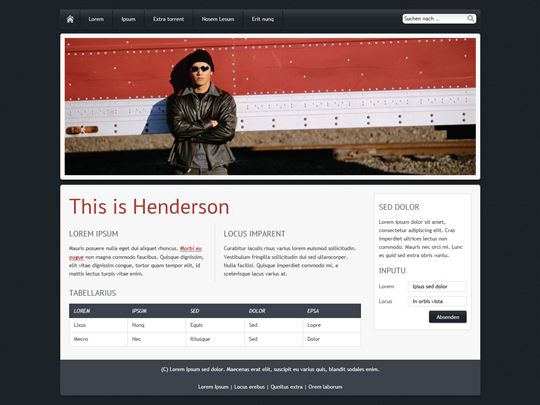 Lorem Ipsum Extra torrent Nosem Lesum Erit nunq Suchen nach ...
This is Henderson
LOREM IPSUM
Mauris posuere nulla eget dui aliquet rhoncus. Morbi eu
augue non magna commodo faucibus. Quisque dignissim,
elit vitae dignissim congue, tortor quam tempor elit, id
mattis lectus turpis vitae enim.
LOCUS IMPARENT
Curabitur iaculis risus varius lorem euismod sollicitudin.
Vestibulum fringilla sollicitudin dui sed ullamcorper.
Nulla facilisi. Quisque imperdiet commodo mi, a
scelerisque lacus varius at.
TABELLARIUS
LOREM IPSUM SED DOLOR EPSA
Lixus Nunq Equis Sed Lopre
Mecro Nec Illiusque Sed Dolor
SED DOLOR
Lorem ipsum dolor sit amet,
consectetur adipiscing elit. Cras
imperdiet ultrices lectus non
commodo. Mauris nec orci mi. Lunc
es quid sed extra obris vuntu.
INPUTU
Lorem Ipsus sed dolor
Locus In orbis vista
Absenden
(C) Lorem Ipsum sed dolor. Maecenas erat elit, suscipit eu varius quis, blandit sodales enim.
Lorem Ipsum | Locus erebus | Qunitus extra | Orem laborum